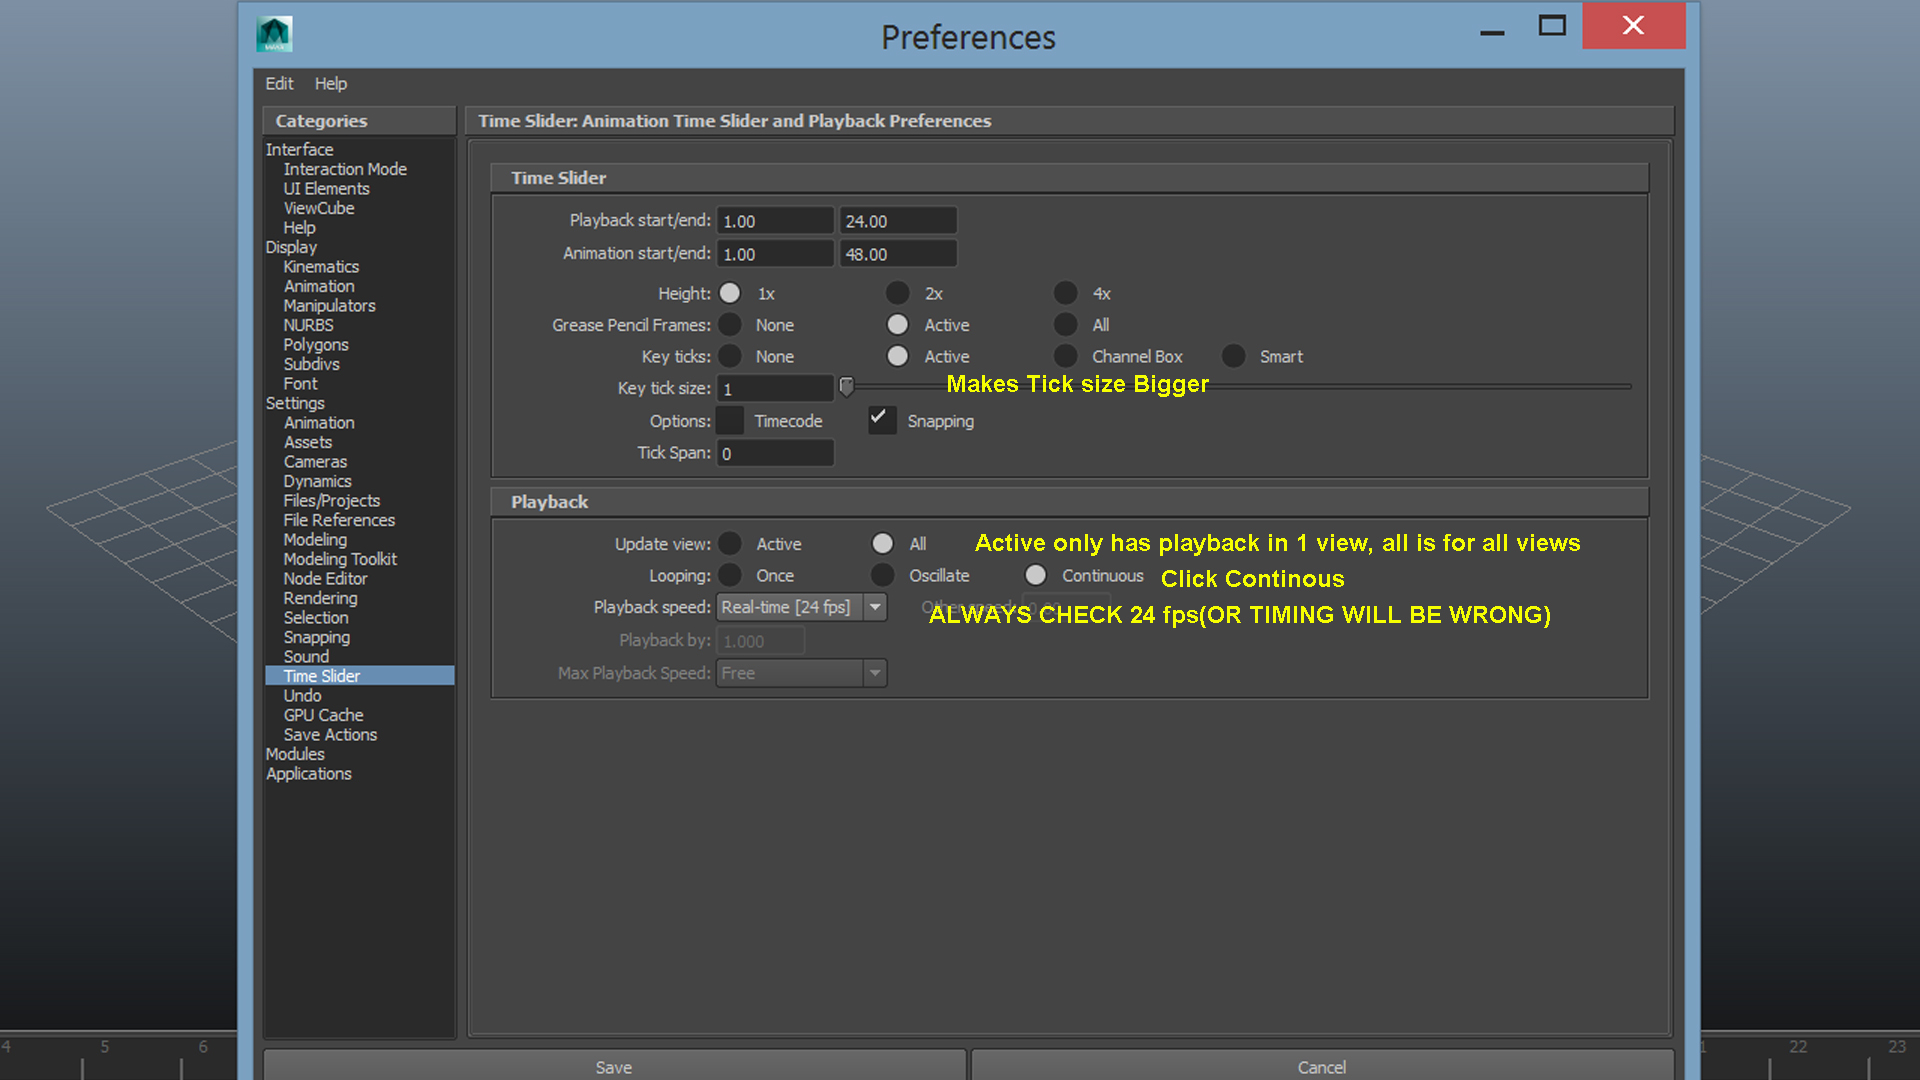 Preferences
Edit Help
Categories
Time Slider: Animation Time Slider and Playback Preferences
Interface
Interaction Mode
UI Elements
ViewCube
Help
Display
Kinematics
Animation
Manipulators
NURBS
Polygons
Subdivs
Font
Settings
Animation
Assets
Cameras
Dynamics
Files/Projects
File References
Modeling
Modeling Toolkit
Node Editor
Rendering
Selection
Snapping
Sound
Time Slider
Undo
GPU Cache
Save Actions
Modules
Applications
Time Slider
Playback start/end: 1.00 24.00
Animation start/end: 1.00 48.00
Height: 1x 2x 4x
Grease Pencil Frames: None Active All
Key ticks: None Active Channel Box Smart
Key tick size: 1 Makes Tick size Bigger
Options: Timecode Snapping
Tick Span: 0
Playback
Update view: Active All Active only has playback in 1 view, all is for all views
Looping: Once Oscillate Continuous Click Continous
Playback speed: Real-time [24 fps] Other speed:
ALWAYS CHECK 24 fps(OR TIMING WILL BE WRONG)
Playback by: 1.000
Max Playback Speed: Free
Save Cancel
4 5 6 22 23